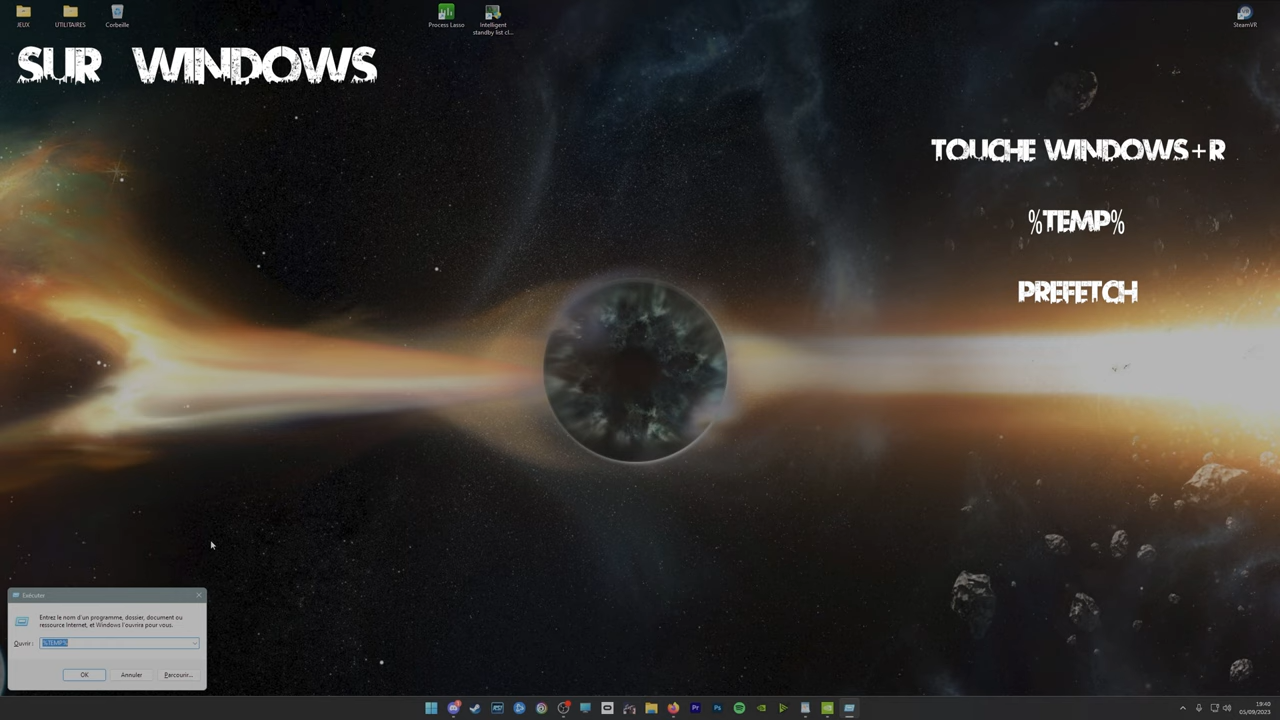 JEUX
UTILITAIRES
Corbeille
Process Lasso
Intelligent
standby list cl...
SteamVR
SUR WINDOWS
TOUCHE WINDOWS+R
%TEMP%
PREFETCH
Exécuter
Entrez le nom d'un programme, dossier, document ou
ressource Internet, et Windows l'ouvrira pour vous.
Ouvrir : %TEMP%
OK Annuler Parcourir...
19:40
05/09/2023